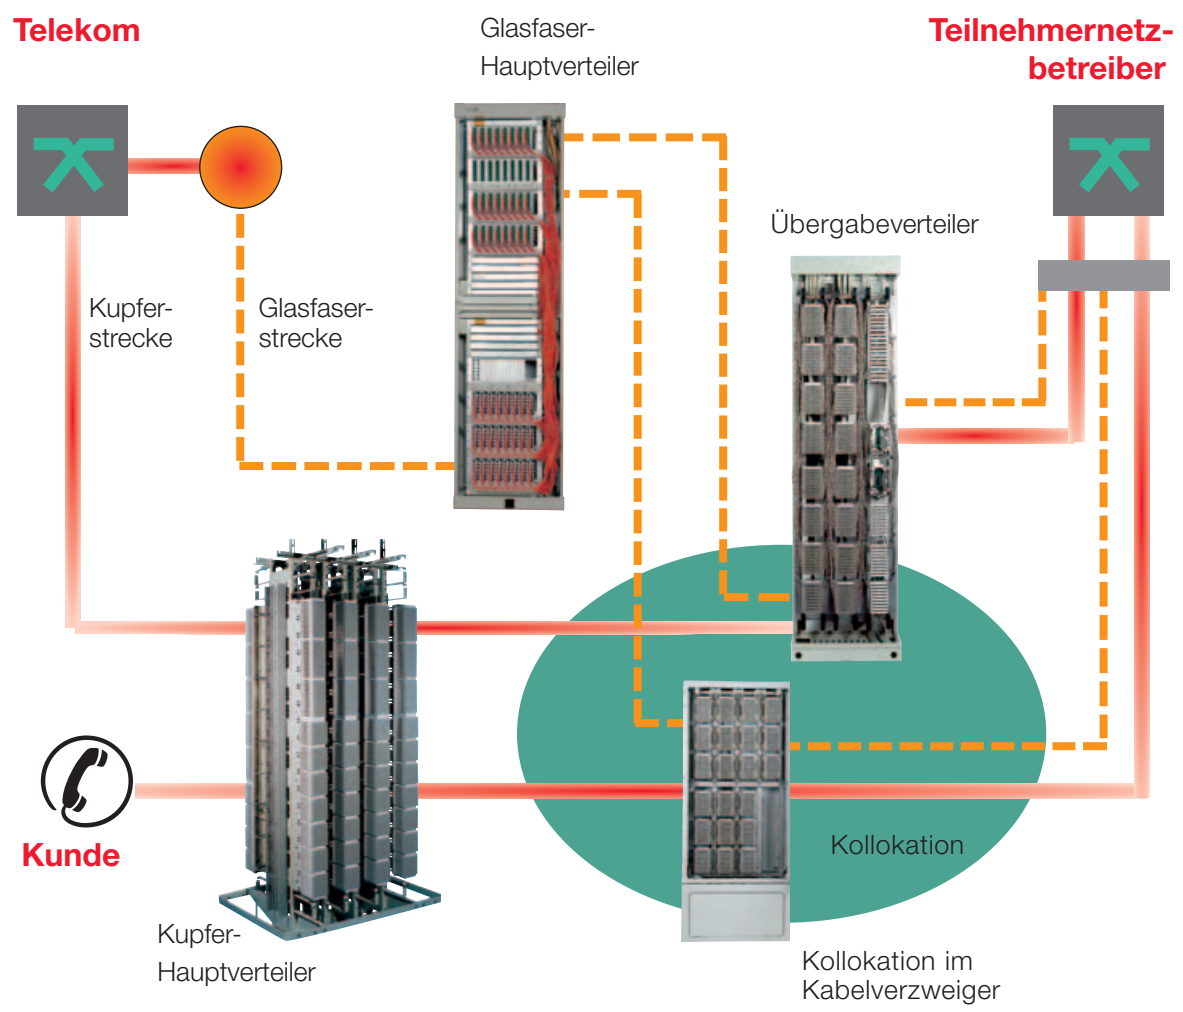 Telekom
Glasfaser-
Hauptverteiler
Teilnehmernetz-
betreiber
Übergabeverteiler
Kupfer-
strecke
Glasfaser-
strecke
Kunde
Kollokation
Kupfer-
Hauptverteiler
Kollokation im
Kabelverzweiger